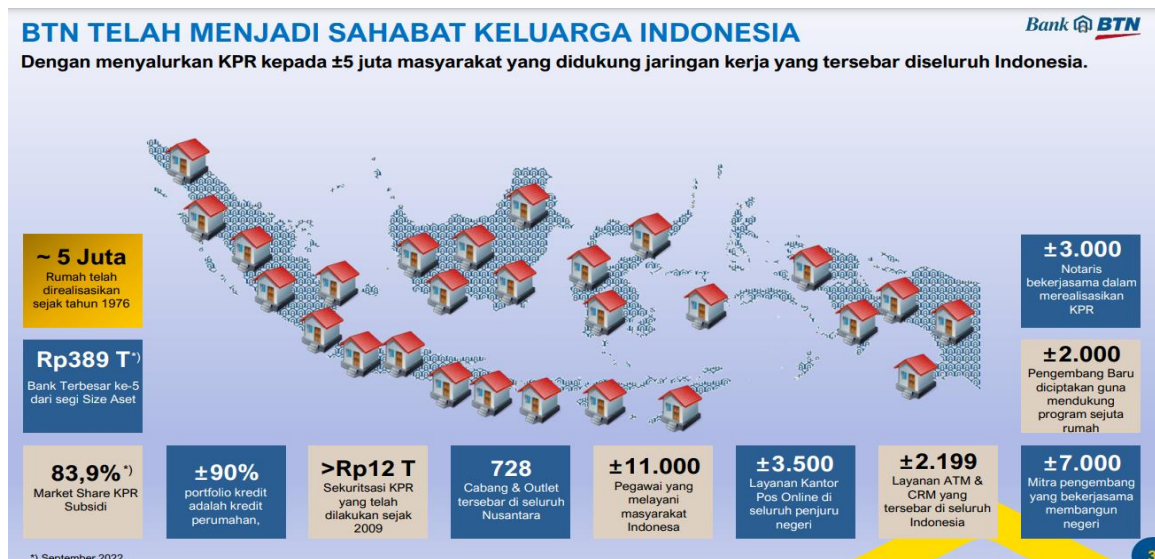 BTN TELAH MENJADI SAHABAT KELUARGA INDONESIA
Bank BTN
Dengan menyalurkan KPR kepada ±5 juta masyarakat yang didukung jaringan kerja yang tersebar diseluruh Indonesia.
~ 5 Juta
Rumah telah
direalisasikan
sejak tahun 1976
Rp389 T*)
Bank Terbesar ke-5
dari segi Size Aset
±3.000
Notaris
bekerjasama dalam
merealisasikan
KPR
±2.000
Pengembang Baru
diciptakan guna
mendukung
program sejuta
rumah
83,9%*)
Market Share KPR
Subsidi
±90%
portfolio kredit
adalah kredit
perumahan,
>Rp12 T
Sekuritsasi KPR
yang telah
dilakukan sejak
2009
728
Cabang & Outlet
tersebar di seluruh
Nusantara
±11.000
Pegawai yang
melayani
masyarakat
Indonesa
±3.500
Layanan Kantor
Pos Online di
seluruh penjuru
negeri
±2.199
Layanan ATM &
CRM yang
tersebar di seluruh
Indonesia
±7.000
Mitra pengembang
yang bekerjasama
membangun
negeri
*) September 2022
3